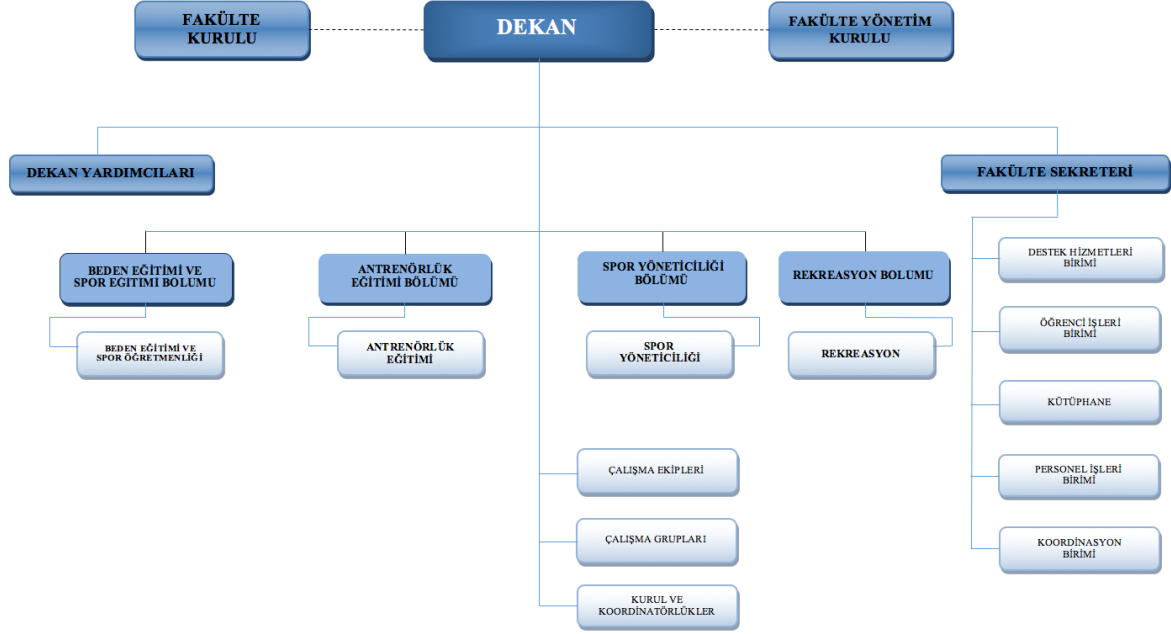 FAKÜLTE
KURULU
DEKAN
FAKÜLTE YÖNETİM
KURULU
DEKAN YARDIMCILARI
FAKÜLTE SEKRETERİ
BEDEN EĞİTİMİ VE
SPOR EGITIMI BOLUMU
ANTRENÖRLÜK
EĞİTİMİ BÖLÜMÜ
SPOR YÖNETİCİLİĞİ
BÖLÜMÜ
REKREASYON BOLUMU
BEDEN EĞİTİMİ VE
SPOR ÖĞRETMENLİĞİ
ANTRENÖRLÜK
EĞİTİMİ
SPOR
YÖNETİCİLİĞİ
REKREASYON
DESTEK HİZMETLERİ
BİRİMİ
ÖĞRENCİ İŞLERİ
BİRİMİ
KÜTÜPHANE
PERSONEL İŞLERİ
BİRİMİ
KOORDİNASYON
BİRİMİ
ÇALIŞMA EKİPLERİ
ÇALIŞMA GRUPLARI
KURUL VE
KOORDİNATÖRLÜKLER